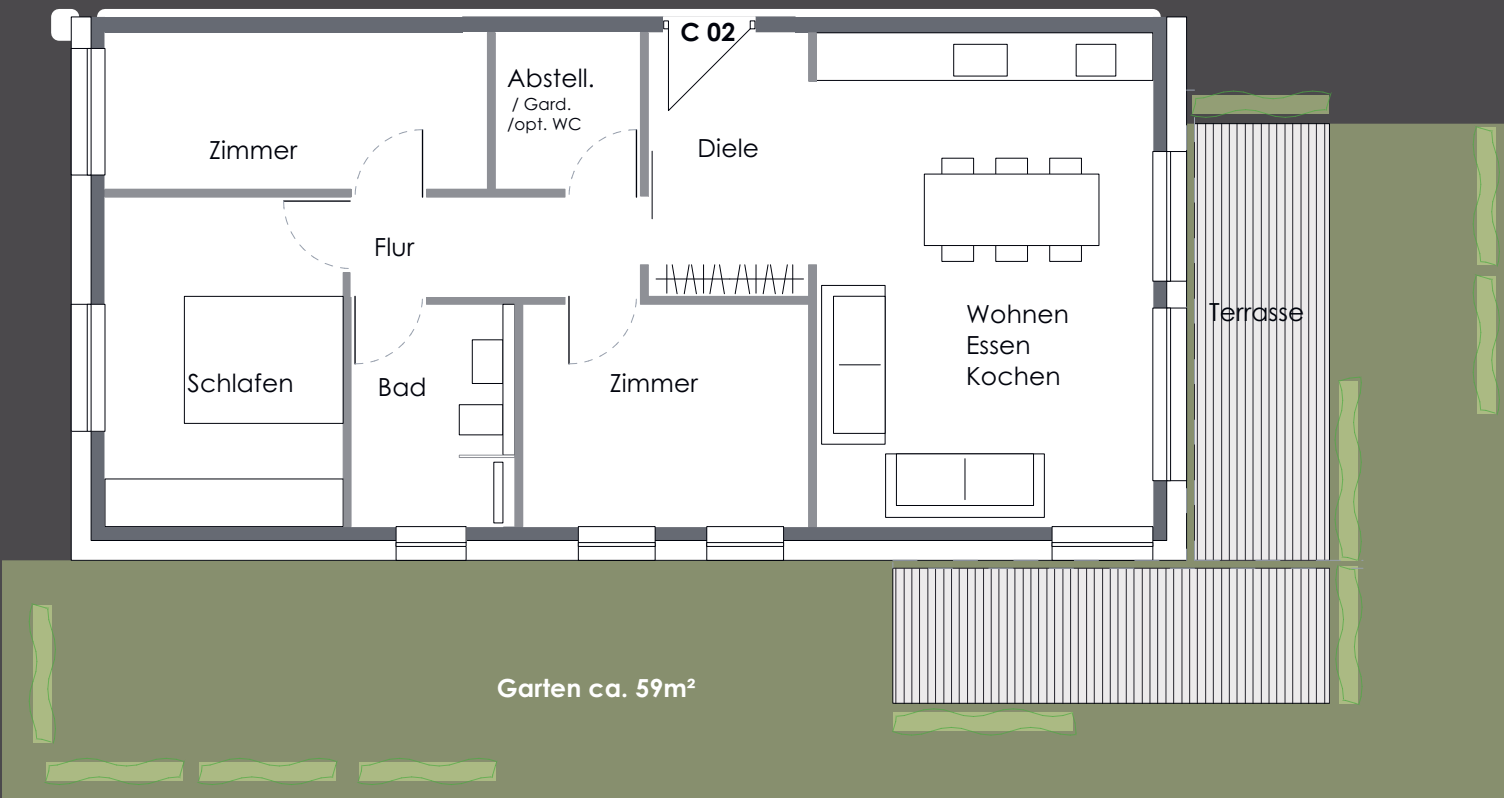 C 02
Abstell.
/ Gard.
/opt. WC
Zimmer
Diele
Flur
Wohnen
Essen
Kochen
Terrasse
Schlafen
Bad
Zimmer
Garten ca. 59m²